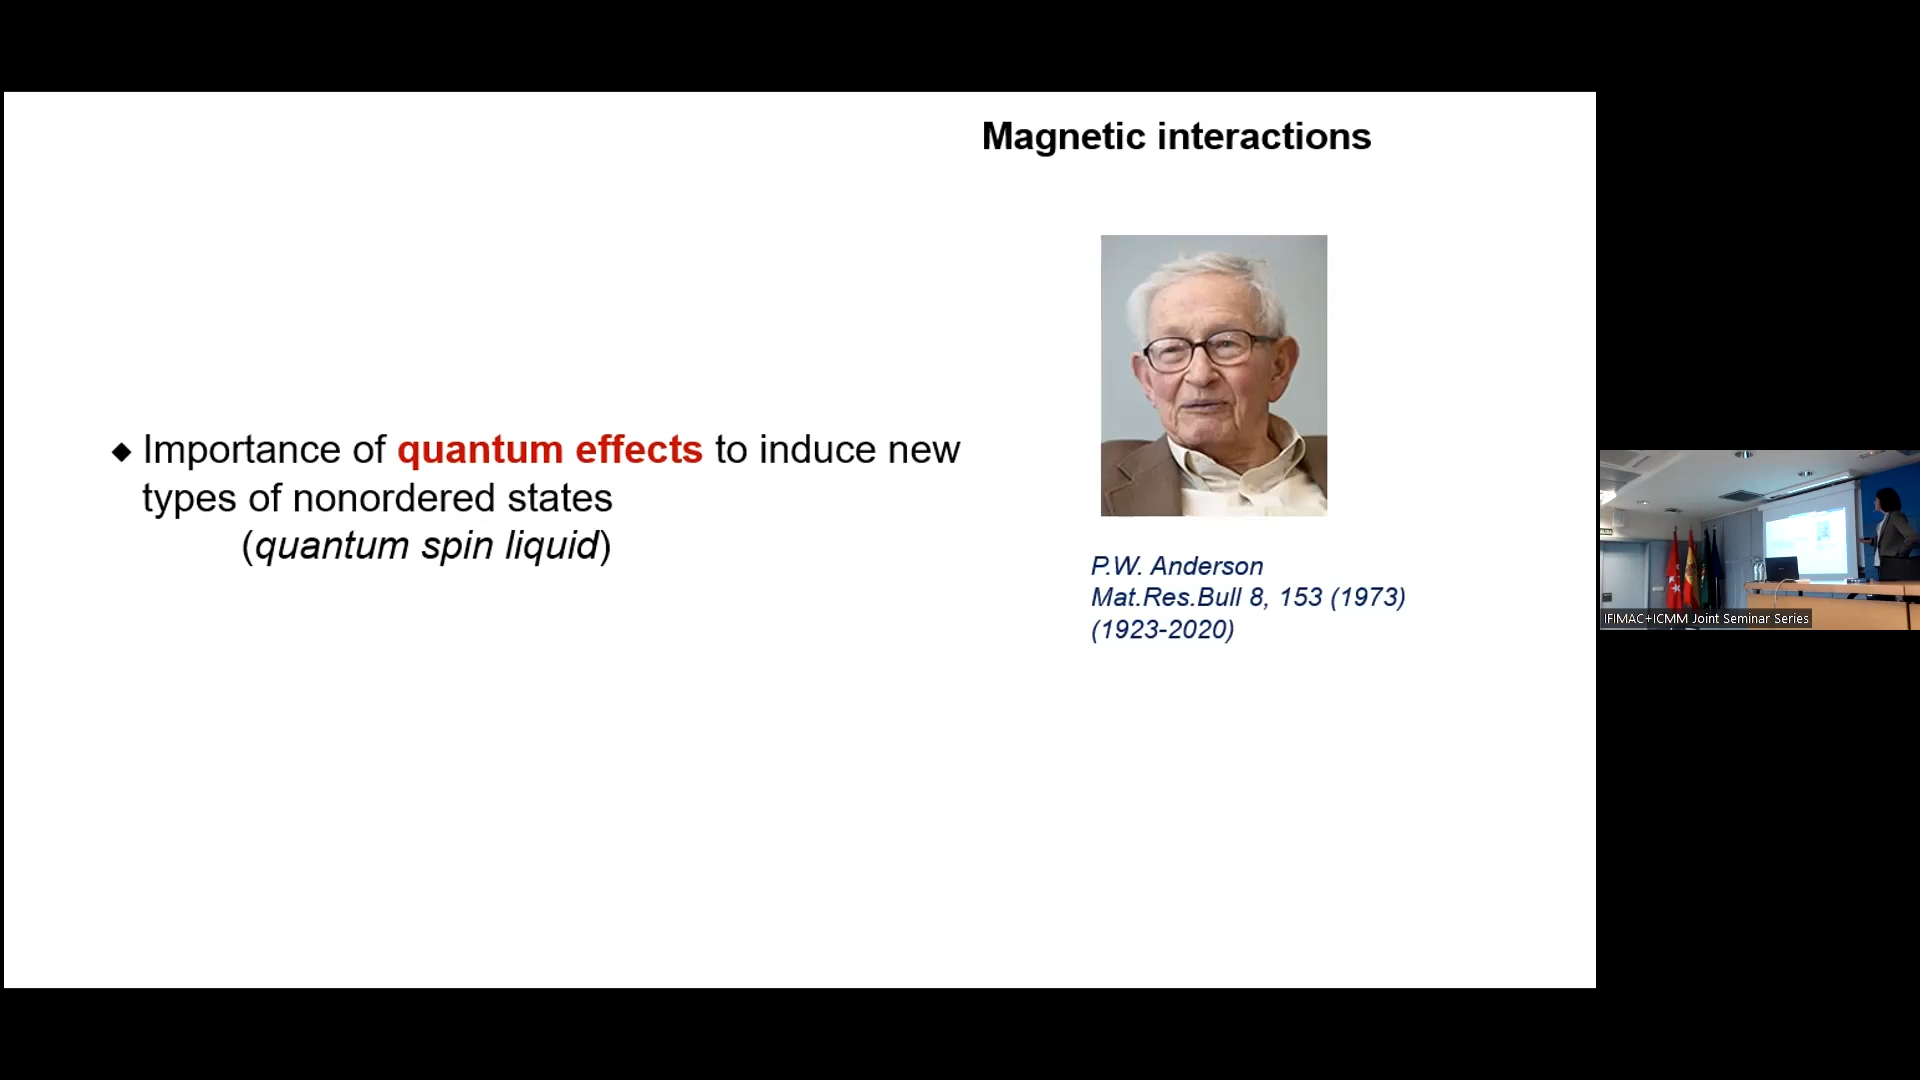 Magnetic interactions
◆ Importance of quantum effects to induce new
types of nonordered states
(quantum spin liquid)
P.W. Anderson
Mat.Res.Bull 8, 153 (1973)
(1923-2020)
IFIMAC+ICMM Joint Seminar Series